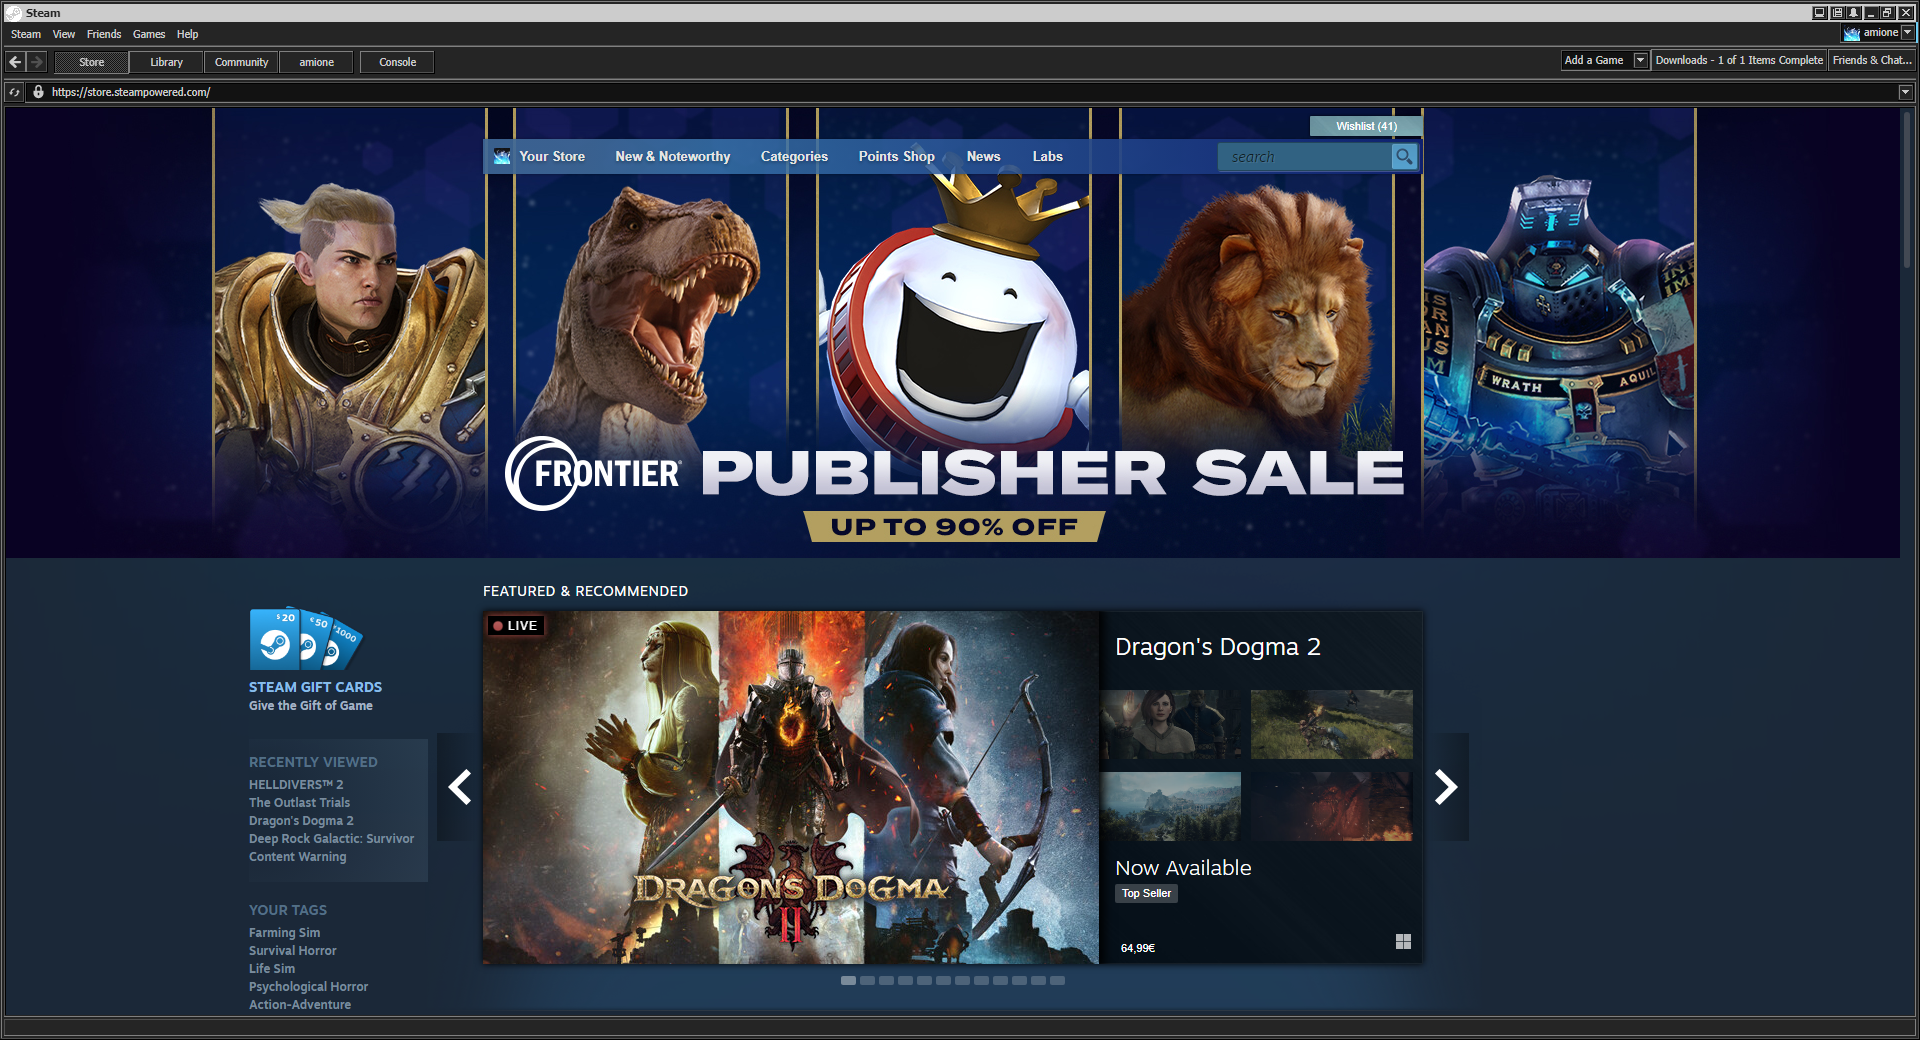 Steam
Steam View Friends Games Help
amione
Store Library Community amione Console
Add a Game Downloads - 1 of 1 Items Complete Friends & Chat...
https://store.steampowered.com/
Wishlist (41)
Your Store New & Noteworthy Categories Points Shop News Labs search
WRATH AQUIL
FRONTIER PUBLISHER SALE
UP TO 90% OFF
FEATURED & RECOMMENDED
$20 €50 1000
STEAM GIFT CARDS
Give the Gift of Game
RECENTLY VIEWED
HELLDIVERS™ 2
The Outlast Trials
Dragon's Dogma 2
Deep Rock Galactic: Survivor
Content Warning
YOUR TAGS
Farming Sim
Survival Horror
Life Sim
Psychological Horror
Action-Adventure
LIVE
DRAGON'S DOGMA
II
Dragon's Dogma 2
Now Available
Top Seller
64,99€